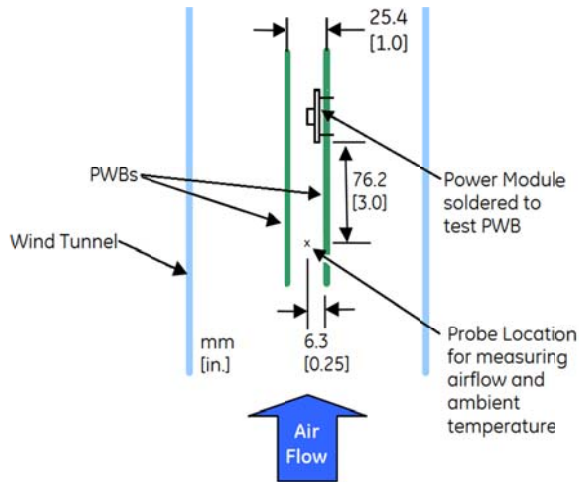 25.4
[1.0]
PWBs
76.2
[3.0]
Power Module
soldered to
test PWB
Wind Tunnel
x
mm
[in.]
6.3
[0.25]
Probe Location
for measuring
airflow and
ambient
temperature
Air
Flow